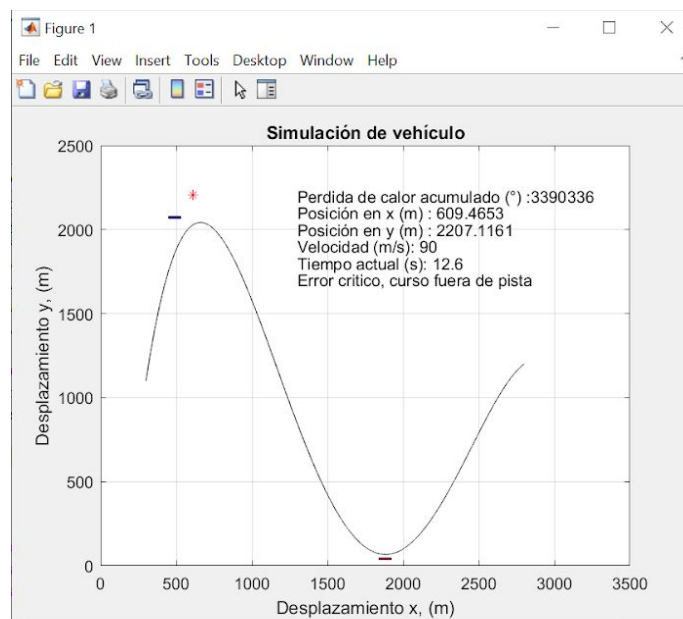 Figure 1
File Edit View Insert Tools Desktop Window Help
Simulación de vehículo
2500
Perdida de calor acumulado (°) :3390336
Posición en x (m) : 609.4653
2000
Posición en y (m) : 2207.1161
Velocidad (m/s): 90
Tiempo actual (s): 12.6
Error critico, curso fuera de pista
1500
Desplazamiento y, (m)
1000
500
0
0 500 1000 1500 2000 2500 3000 3500
Desplazamiento x, (m)